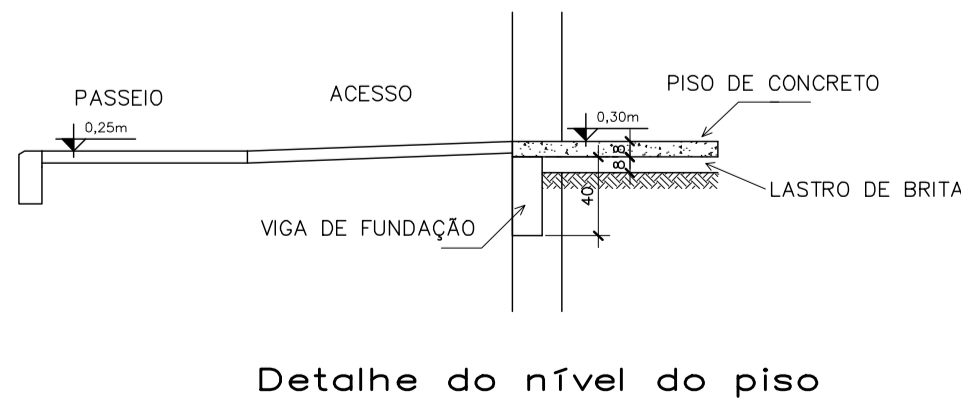 PISO DE CONCRETO
ACESSO
PASSEIO
0,25m
0,30m
8
8
40
LASTRO DE BRITA
VIGA DE FUNDAÇÃO
Detalhe do nível do piso